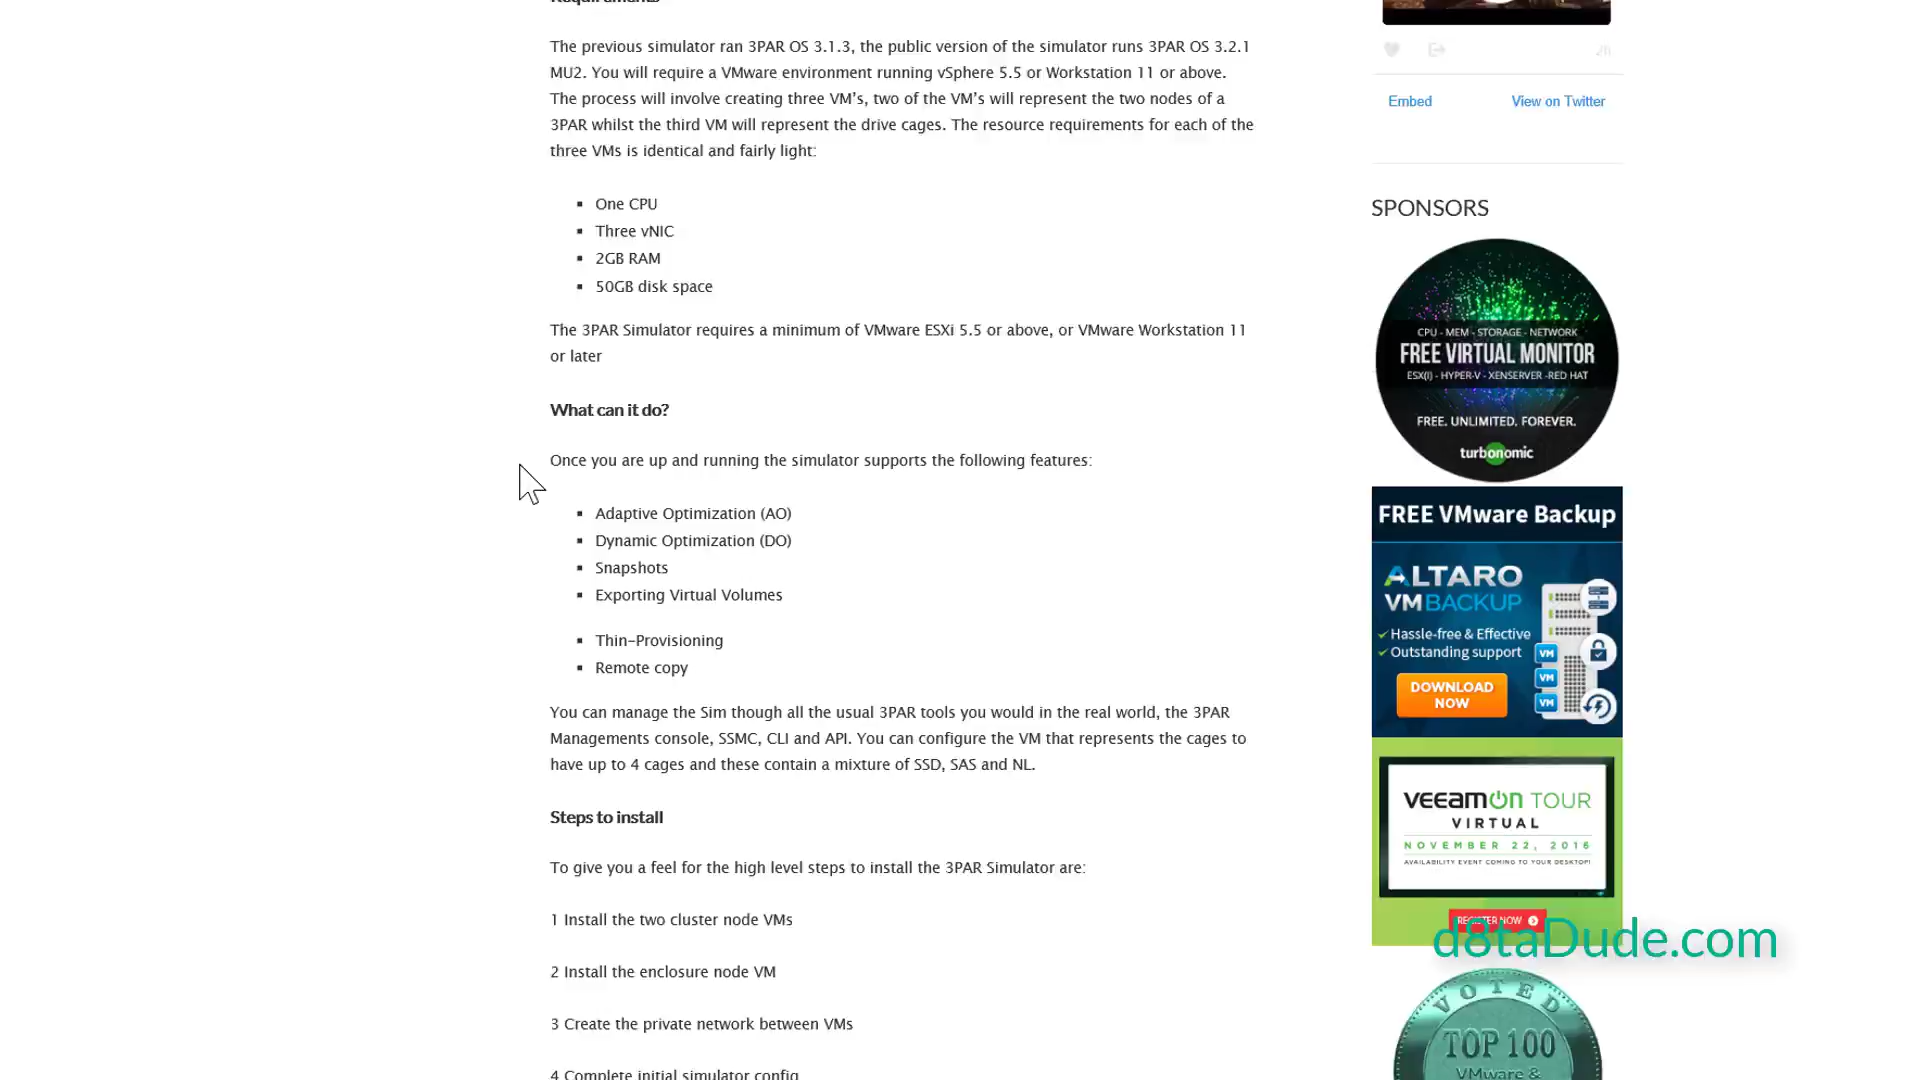 Requirements
The previous simulator ran 3PAR OS 3.1.3, the public version of the simulator runs 3PAR OS 3.2.1
MU2. You will require a VMware environment running vSphere 5.5 or Workstation 11 or above.
The process will involve creating three VM’s, two of the VM’s will represent the two nodes of a
3PAR whilst the third VM will represent the drive cages. The resource requirements for each of the
three VMs is identical and fairly light:
One CPU
Three vNIC
2GB RAM
50GB disk space
The 3PAR Simulator requires a minimum of VMware ESXi 5.5 or above, or VMware Workstation 11
or later
What can it do?
Once you are up and running the simulator supports the following features:
Adaptive Optimization (AO)
Dynamic Optimization (DO)
Snapshots
Exporting Virtual Volumes
Thin-Provisioning
Remote copy
You can manage the Sim though all the usual 3PAR tools you would in the real world, the 3PAR
Managements console, SSMC, CLI and API. You can configure the VM that represents the cages to
have up to 4 cages and these contain a mixture of SSD, SAS and NL.
Steps to install
To give you a feel for the high level steps to install the 3PAR Simulator are:
1 Install the two cluster node VMs
2 Install the enclosure node VM
3 Create the private network between VMs
4 Complete initial simulator config
Embed
View on Twitter
SPONSORS
CPU - MEM - STORAGE - NETWORK
FREE VIRTUAL MONITOR
ESX(I) - HYPER-V - XENSERVER -RED HAT
FREE. UNLIMITED. FOREVER.
turbonomic
FREE VMware Backup
ALTARO
VM BACKUP
Hassle-free & Effective
Outstanding support
VM
VM
VM
DOWNLOAD
NOW
veeamON TOUR
VIRTUAL
NOVEMBER 22, 2016
AVAILABILITY EVENT COMING TO YOUR DESKTOP!
REGISTER NOW
d8taDude.com
VOTED
TOP 100
VMware &